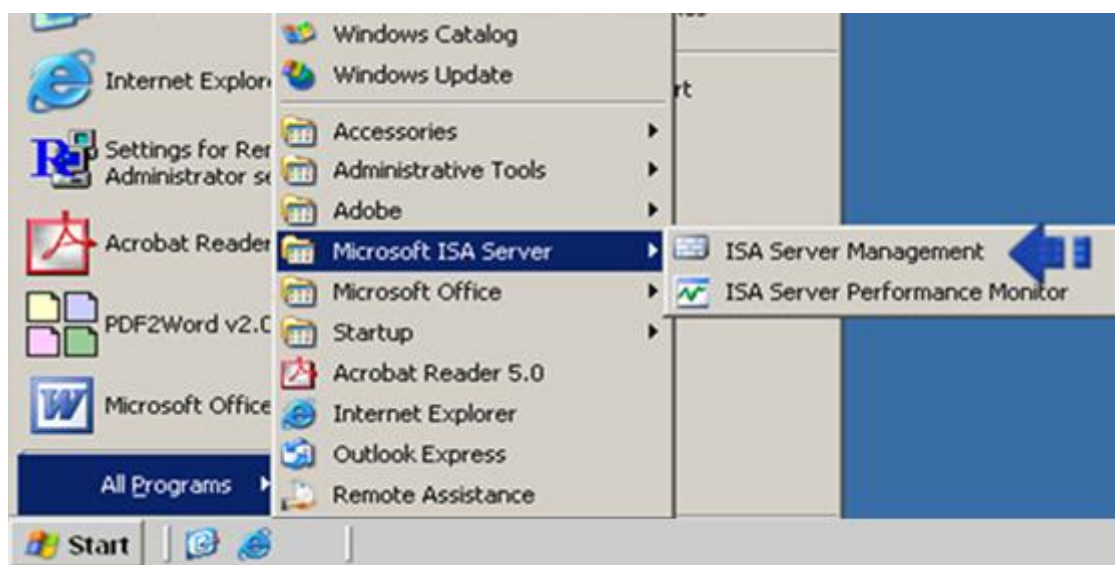 Windows Catalog
Internet Explor
Windows Update
rt
Settings for Rer
Administrator se
Accessories
Administrative Tools
Adobe
Acrobat Reader
Microsoft ISA Server
ISA Server Management
PDF2Word v2.0
Microsoft Office
ISA Server Performance Monitor
Startup
Microsoft Office
Acrobat Reader 5.0
Internet Explorer
Outlook Express
All Programs
Remote Assistance
Start